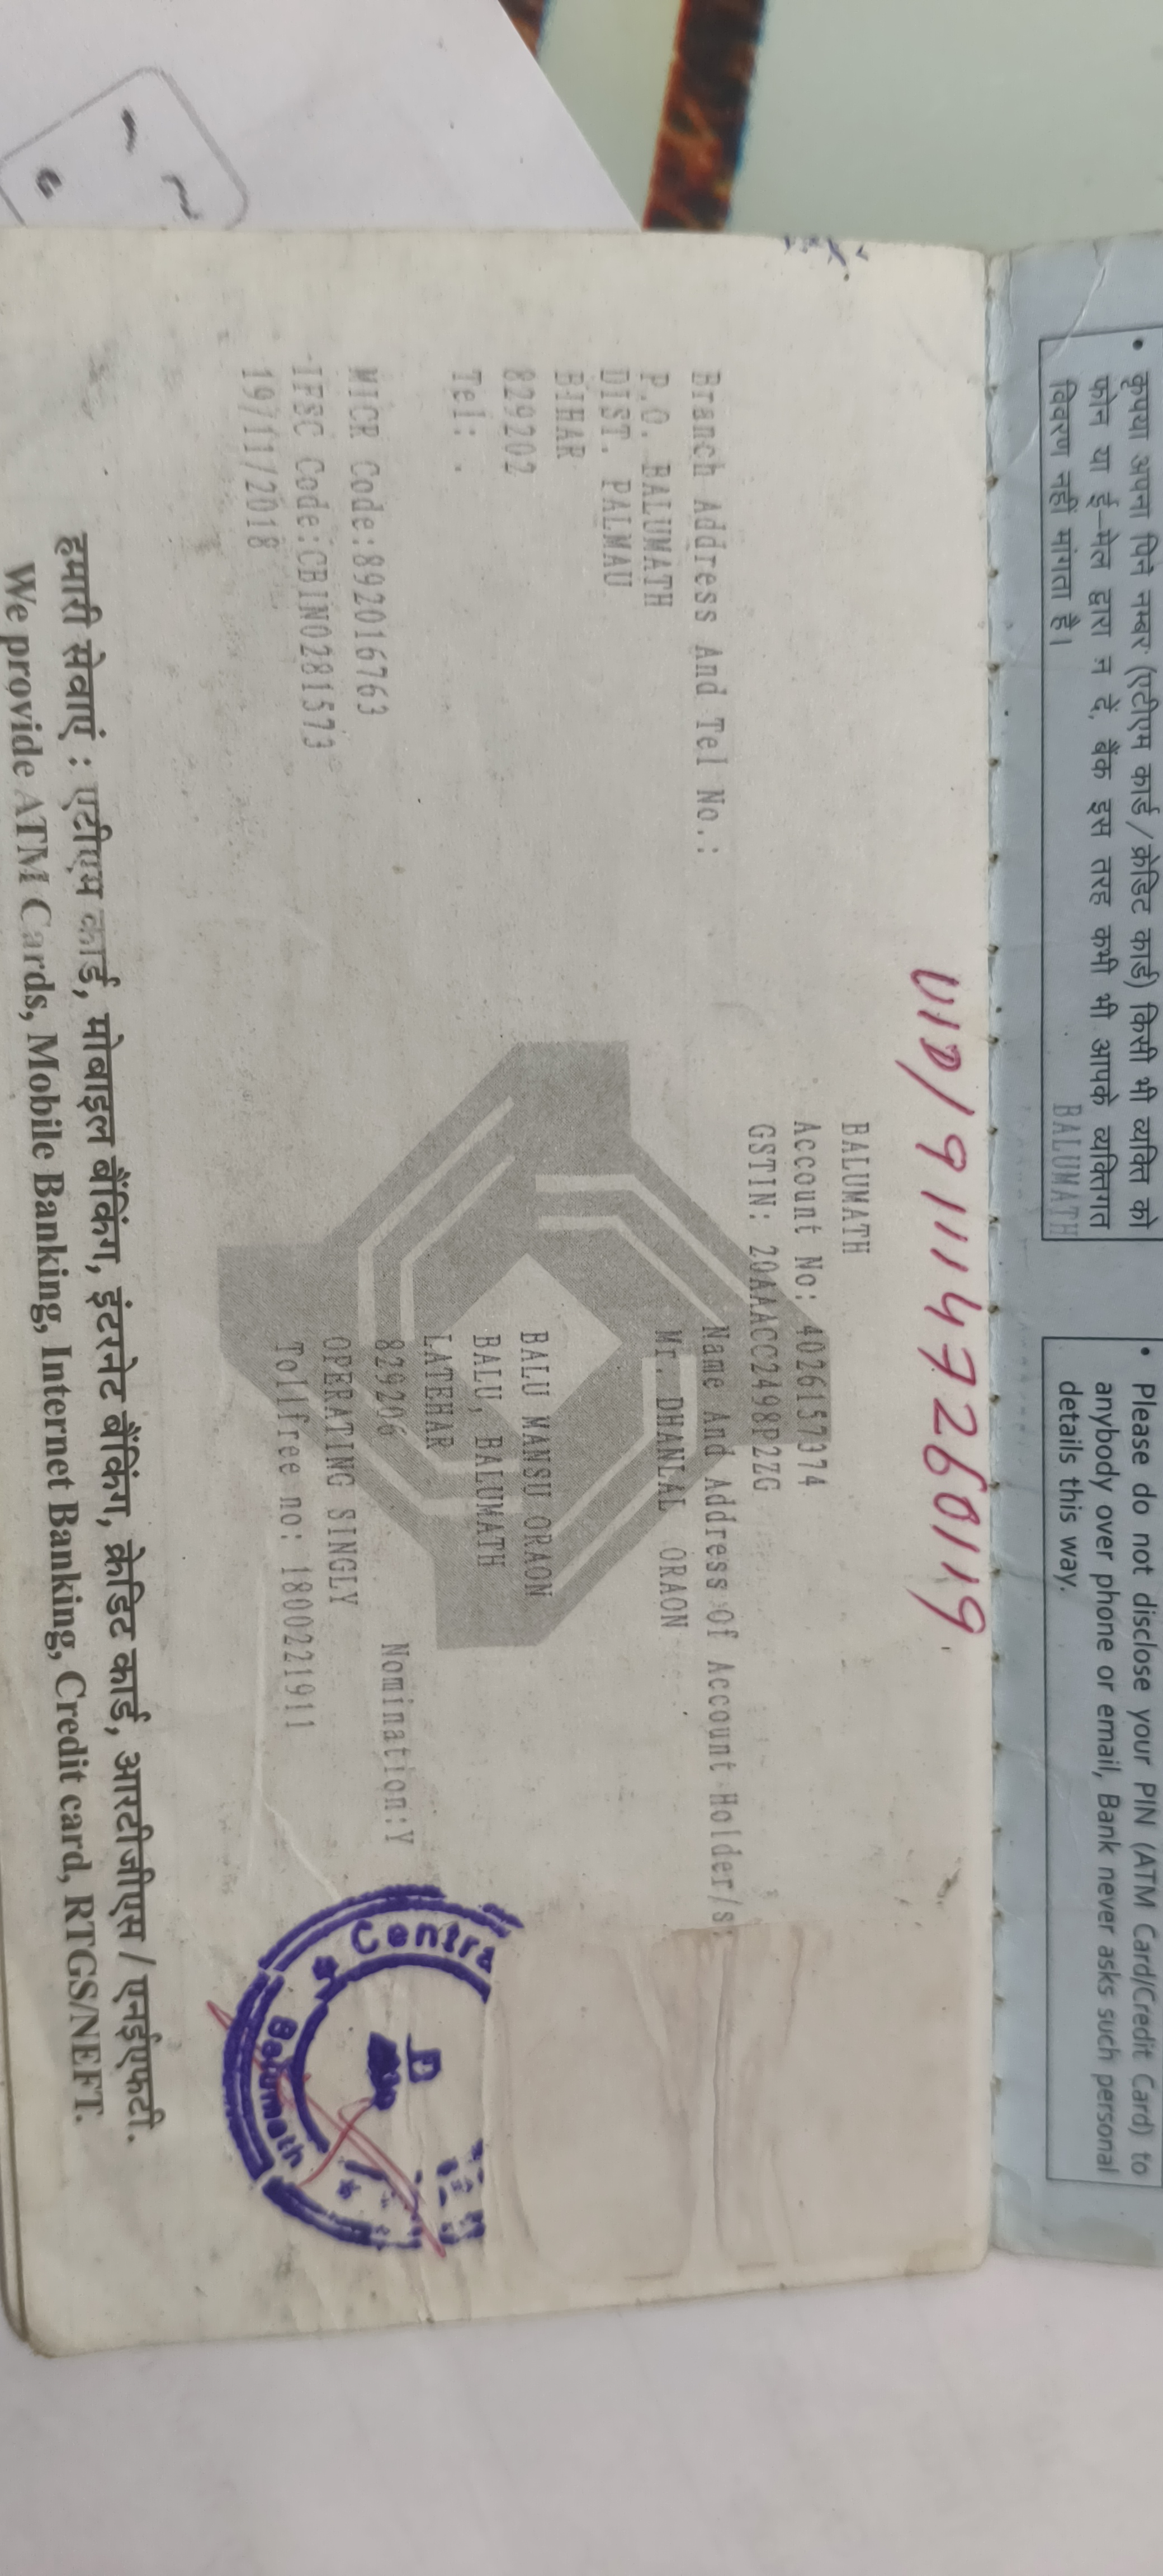 • कृपया अपना पिन नम्बर (एटीएम कार्ड/क्रेडिट कार्ड) किसी भी व्यक्ति को
फोन या ई-मेल द्वारा न दें, बैंक इस तरह कभी भी आपके व्यक्तिगत
विवरण नहीं मांगता है।
BALUMATH
• Please do not disclose your PIN (ATM Card/Credit Card) to
anybody over phone or email, Bank never asks such personal
details this way.
UID/911147260119
BALUMATH
Account No: 4026157374
GSTIN: 20AAACC2498P2ZG
Branch Address And Tel No.:
P.O. BALUMATH
DIST. PALMAU
BIHAR
829202
Tel: .
MICR Code:892016763
IFSC Code:CBIN0281573
19/11/2018
Name And Address Of Account Holder/s:
Mr. DHANLAL ORAON
BALU MANSU ORAON
BALU, BALUMATH
LATEHAR
829206
Nomination:Y
OPERATING SINGLY
Tollfree no: 1800221911
Centra
Balumath
हमारी सेवाएं : एटीएम कार्ड, मोबाइल बैंकिंग, इंटरनेट बैंकिंग, क्रेडिट कार्ड, आरटीजीएस / एनईएफटी.
We provide ATM Cards, Mobile Banking, Internet Banking, Credit card, RTGS/NEFT.